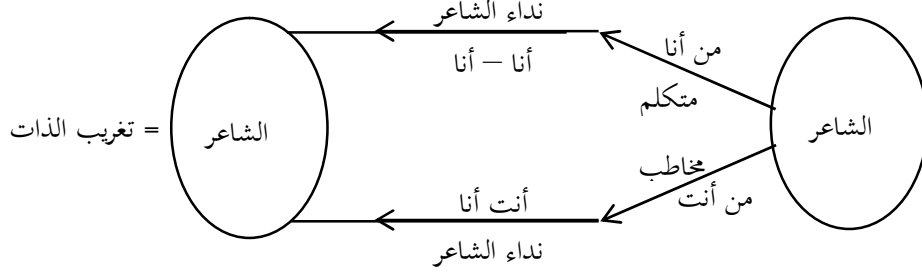 نداء الشاعر
من أنا
أنا – أنا
متكلم
الشاعر
الشاعر
= تغريب الذات
مخاطب
من أنت
أنت أنا
نداء الشاعر